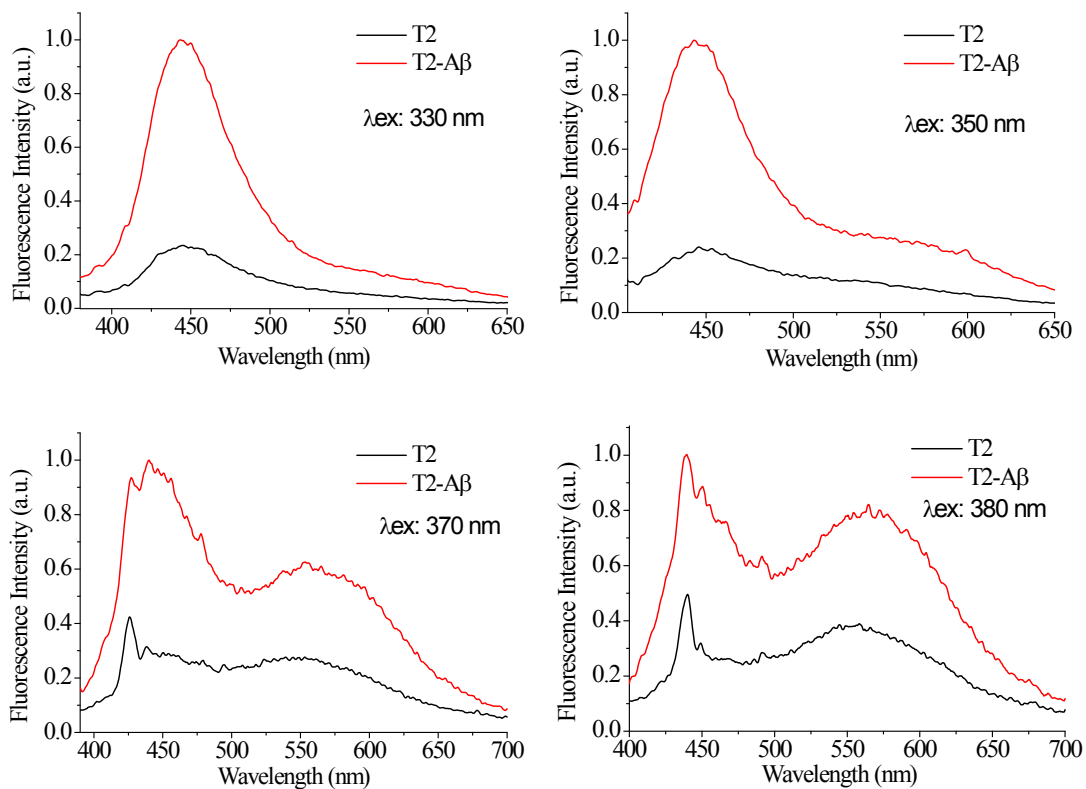 T2
T2-Aβ
λex: 330 nm
Fluorescence Intensity (a.u.)
1.0
0.8
0.6
0.4
0.2
0.0
400 450 500 550 600 650
Wavelength (nm)
T2
T2-Aβ
λex: 350 nm
Fluorescence Intensity (a.u.)
1.0
0.8
0.6
0.4
0.2
0.0
450 500 550 600 650
Wavelength (nm)
T2
T2-Aβ
λex: 370 nm
Fluorescence Intensity (a.u.)
1.0
0.8
0.6
0.4
0.2
0.0
400 450 500 550 600 650 700
Wavelength (nm)
T2
T2-Aβ
λex: 380 nm
Fluorescence Intensity (a.u.)
1.0
0.8
0.6
0.4
0.2
0.0
400 450 500 550 600 650 700
Wavelength (nm)